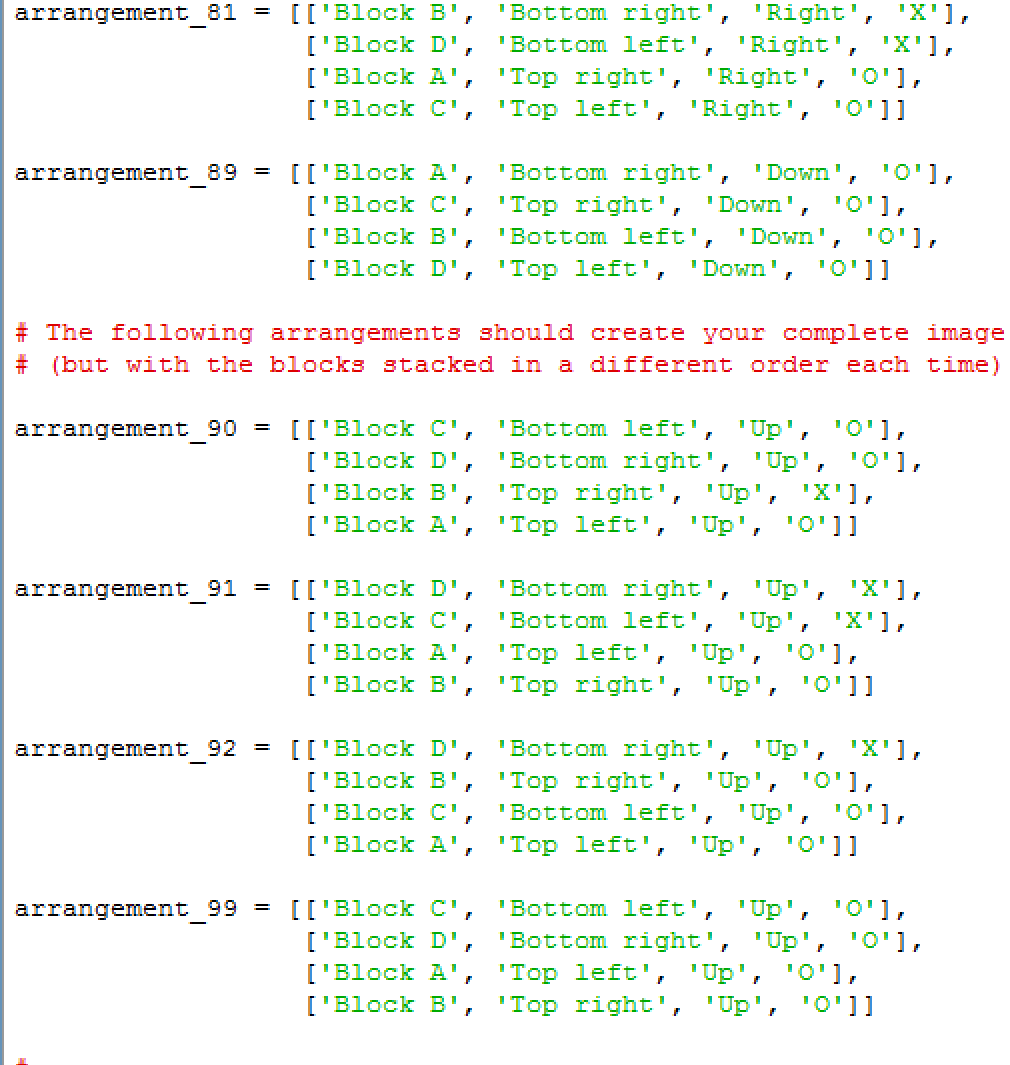 arrangement_81 = [['Block B', 'Bottom right', 'Right', 'X'],
                  ['Block D', 'Bottom left', 'Right', 'X'],
                  ['Block A', 'Top right', 'Right', 'O'],
                  ['Block C', 'Top left', 'Right', 'O']]
arrangement_89 = [['Block A', 'Bottom right', 'Down', 'O'],
                  ['Block C', 'Top right', 'Down', 'O'],
                  ['Block B', 'Bottom left', 'Down', 'O'],
                  ['Block D', 'Top left', 'Down', 'O']]
# The following arrangements should create your complete image
# (but with the blocks stacked in a different order each time)
arrangement_90 = [['Block C', 'Bottom left', 'Up', 'O'],
                  ['Block D', 'Bottom right', 'Up', 'O'],
                  ['Block B', 'Top right', 'Up', 'X'],
                  ['Block A', 'Top left', 'Up', 'O']]
arrangement_91 = [['Block D', 'Bottom right', 'Up', 'X'],
                  ['Block C', 'Bottom left', 'Up', 'X'],
                  ['Block A', 'Top left', 'Up', 'O'],
                  ['Block B', 'Top right', 'Up', 'O']]
arrangement_92 = [['Block D', 'Bottom right', 'Up', 'X'],
                  ['Block B', 'Top right', 'Up', 'O'],
                  ['Block C', 'Bottom left', 'Up', 'O'],
                  ['Block A', 'Top left', 'Up', 'O']]
arrangement_99 = [['Block C', 'Bottom left', 'Up', 'O'],
                  ['Block D', 'Bottom right', 'Up', 'O'],
                  ['Block A', 'Top left', 'Up', 'O'],
                  ['Block B', 'Top right', 'Up', 'O']]
#